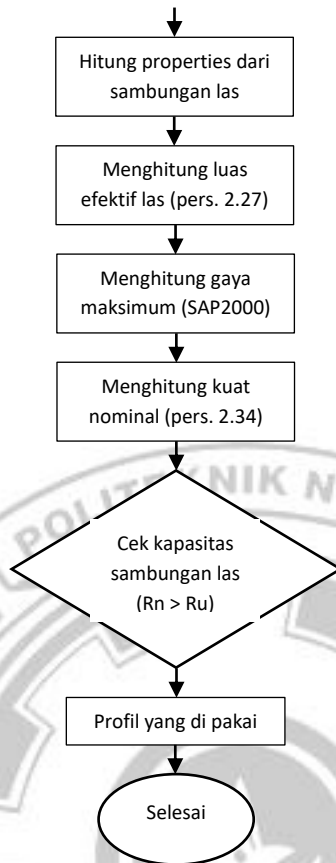 Hitung properties dari
sambungan las
Menghitung luas
efektif las (pers. 2.27)
Menghitung gaya
maksimum (SAP2000)
Menghitung kuat
nominal (pers. 2.34)
POLITEKNIK N
Cek kapasitas
sambungan las
(Rn > Ru)
Profil yang di pakai
Selesai